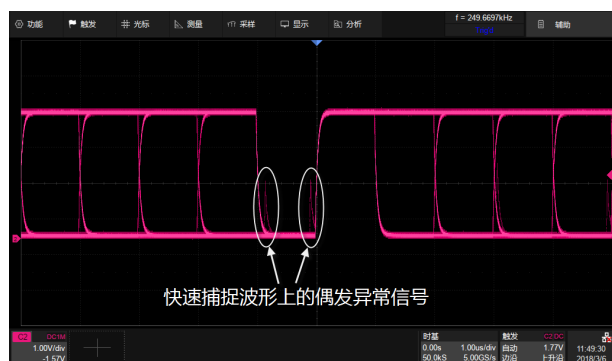 功能 触发 光标 测量 采样 显示 分析 f = 249.6697kHz 辅助
快速捕捉波形上的偶发异常信号
C2 DC1M
1.00V/div
-1.57V
时基 触发 C2 DC
0.00s 1.00us/div 自动 1.77V
50.0kS 5.00GS/s 边沿 上升沿
11:49:30
2018/3/6